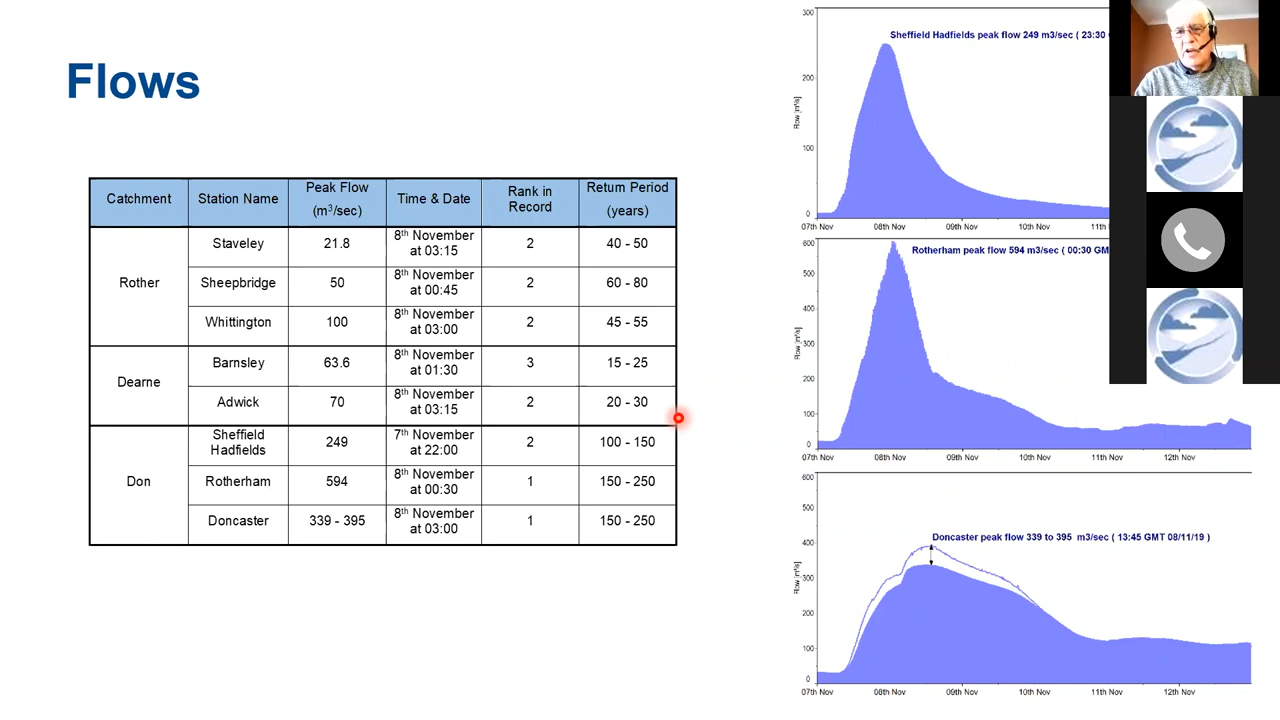 Flows
Catchment Station Name Peak Flow (m³/sec) Time & Date Rank in Record Return Period (years)
Rother
Staveley 21.8 8th November at 03:15 2 40 - 50
Sheepbridge 50 8th November at 00:45 2 60 - 80
Whittington 100 8th November at 03:00 2 45 - 55
Dearne
Barnsley 63.6 8th November at 01:30 3 15 - 25
Adwick 70 8th November at 03:15 2 20 - 30
Don
Sheffield Hadfields 249 7th November at 22:00 2 100 - 150
Rotherham 594 8th November at 00:30 1 150 - 250
Doncaster 339 - 395 8th November at 03:00 1 150 - 250
Sheffield Hadfields peak flow 249 m3/sec ( 23:30
Flow [m³/s]
300
200
100
0
07th Nov 08th Nov 09th Nov 10th Nov 11th
Rotherham peak flow 594 m3/sec ( 00:30 GM
Flow [m³/s]
600
500
400
300
200
100
0
07th Nov 08th Nov 09th Nov 10th Nov 11th Nov 12th Nov
Doncaster peak flow 339 to 395 m3/sec ( 13:45 GMT 08/11/19 )
Flow [m³/s]
600
500
400
300
200
100
0
07th Nov 08th Nov 09th Nov 10th Nov 11th Nov 12th Nov